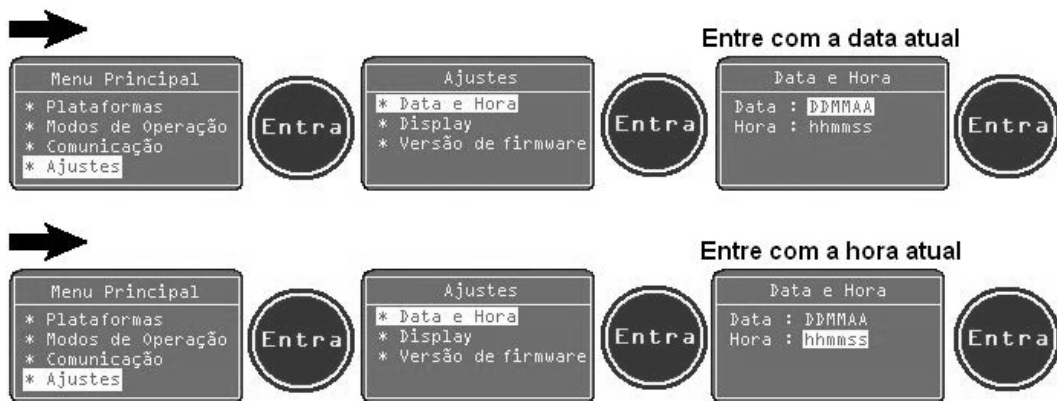 Entre com a data atual
Menu Principal
* Plataformas
* Modos de Operação
* Comunicação
* Ajustes
Entra
Ajustes
* Data e Hora
* Display
* Versão de firmware
Entra
Data e Hora
Data : DDMMAA
Hora : hhmmss
Entra
Entre com a hora atual
Menu Principal
* Plataformas
* Modos de Operação
* Comunicação
* Ajustes
Entra
Ajustes
* Data e Hora
* Display
* Versão de firmware
Entra
Data e Hora
Data : DDMMAA
Hora : hhmmss
Entra